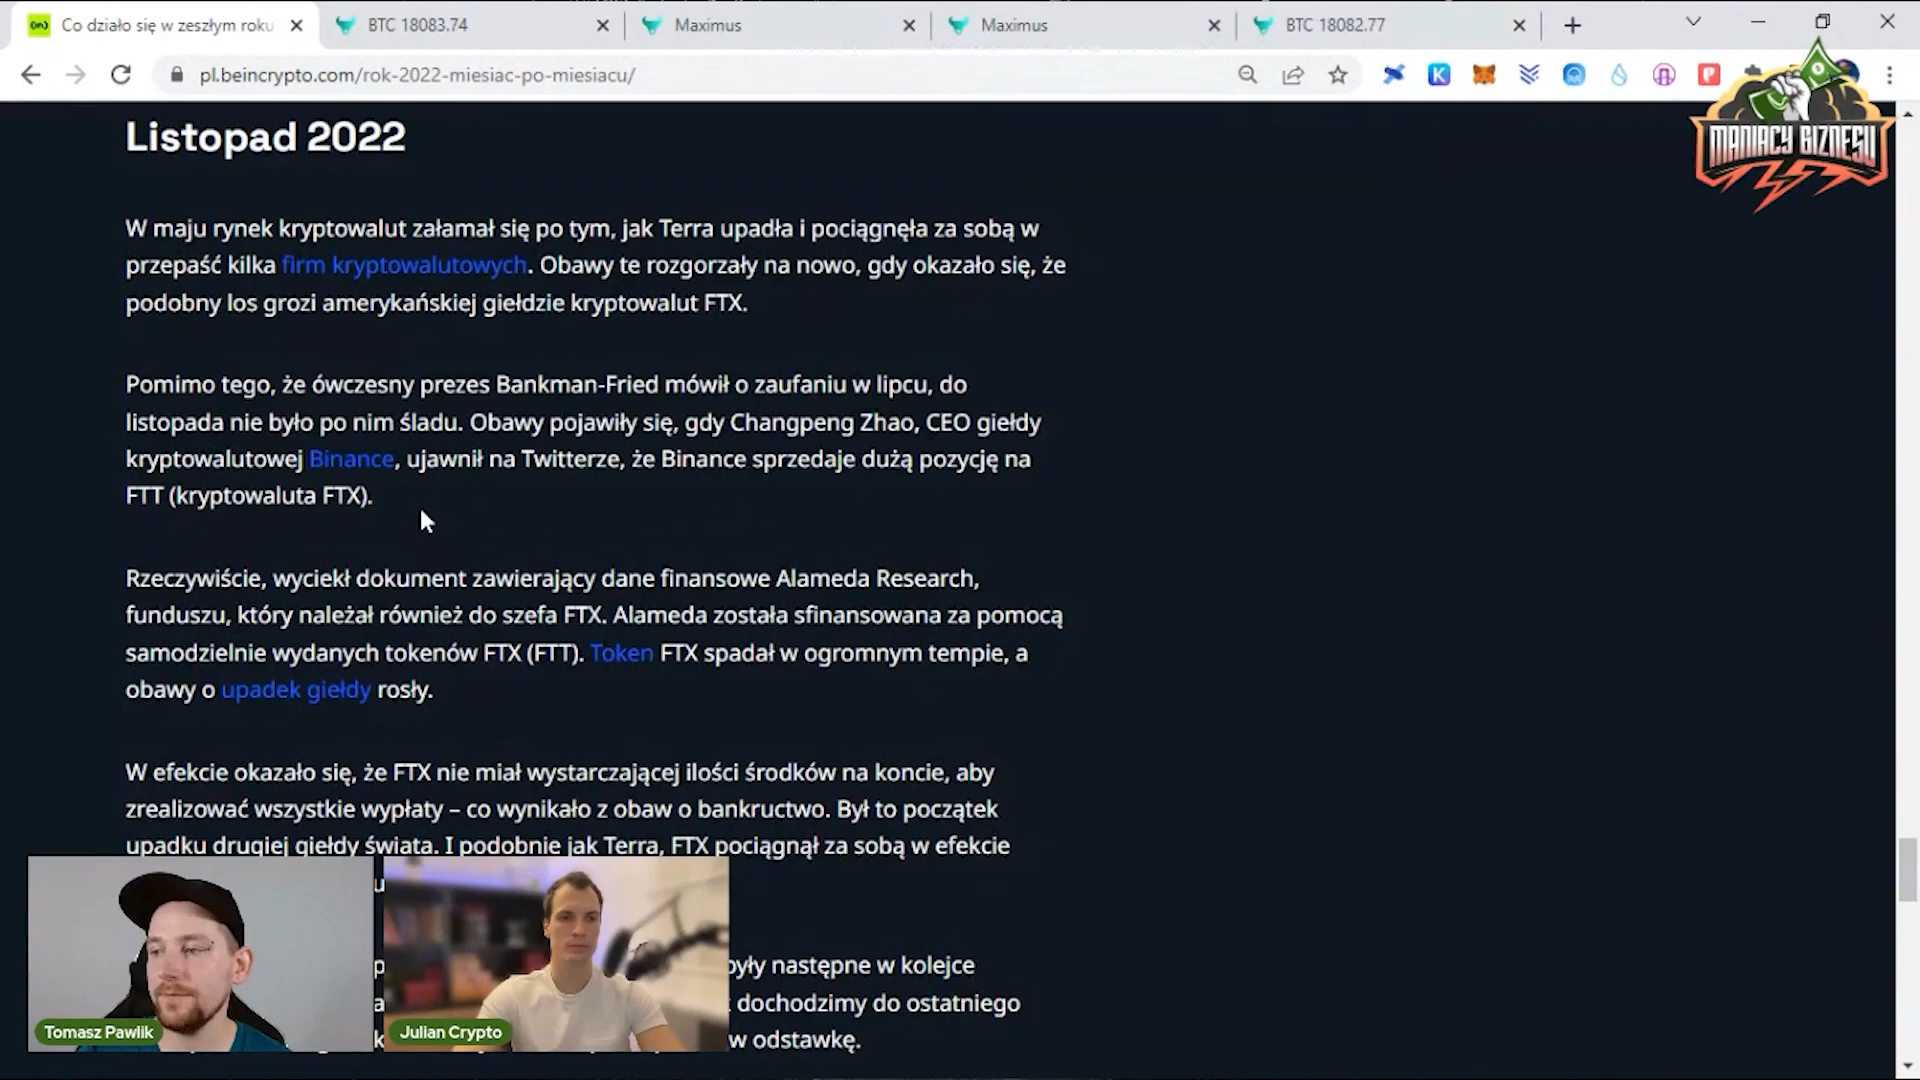 Co działo się w zeszłym roku
BTC 18083.74
Maximus
Maximus
BTC 18082.77
pl.beincrypto.com/rok-2022-miesiac-po-miesiacu/
MANIACY BIZNESU
Listopad 2022
W maju rynek kryptowalut załamał się po tym, jak Terra upadła i pociągnęła za sobą w
przepaść kilka firm kryptowalutowych. Obawy te rozgorzały na nowo, gdy okazało się, że
podobny los grozi amerykańskiej giełdzie kryptowalut FTX.
Pomimo tego, że ówczesny prezes Bankman-Fried mówił o zaufaniu w lipcu, do
listopada nie było po nim śladu. Obawy pojawiły się, gdy Changpeng Zhao, CEO giełdy
kryptowalutowej Binance, ujawnił na Twitterze, że Binance sprzedaje dużą pozycję na
FTT (kryptowaluta FTX).
Rzeczywiście, wyciekł dokument zawierający dane finansowe Alameda Research,
funduszu, który należał również do szefa FTX. Alameda została sfinansowana za pomocą
samodzielnie wydanych tokenów FTX (FTT). Token FTX spadał w ogromnym tempie, a
obawy o upadek giełdy rosły.
W efekcie okazało się, że FTX nie miał wystarczającej ilości środków na koncie, aby
zrealizować wszystkie wypłaty – co wynikało z obaw o bankructwo. Był to początek
upadku drugiej giełdy świata. I podobnie jak Terra, FTX pociągnął za sobą w efekcie
były następne w kolejce
dochodzimy do ostatniego
w odstawkę.
Tomasz Pawlik
Julian Crypto